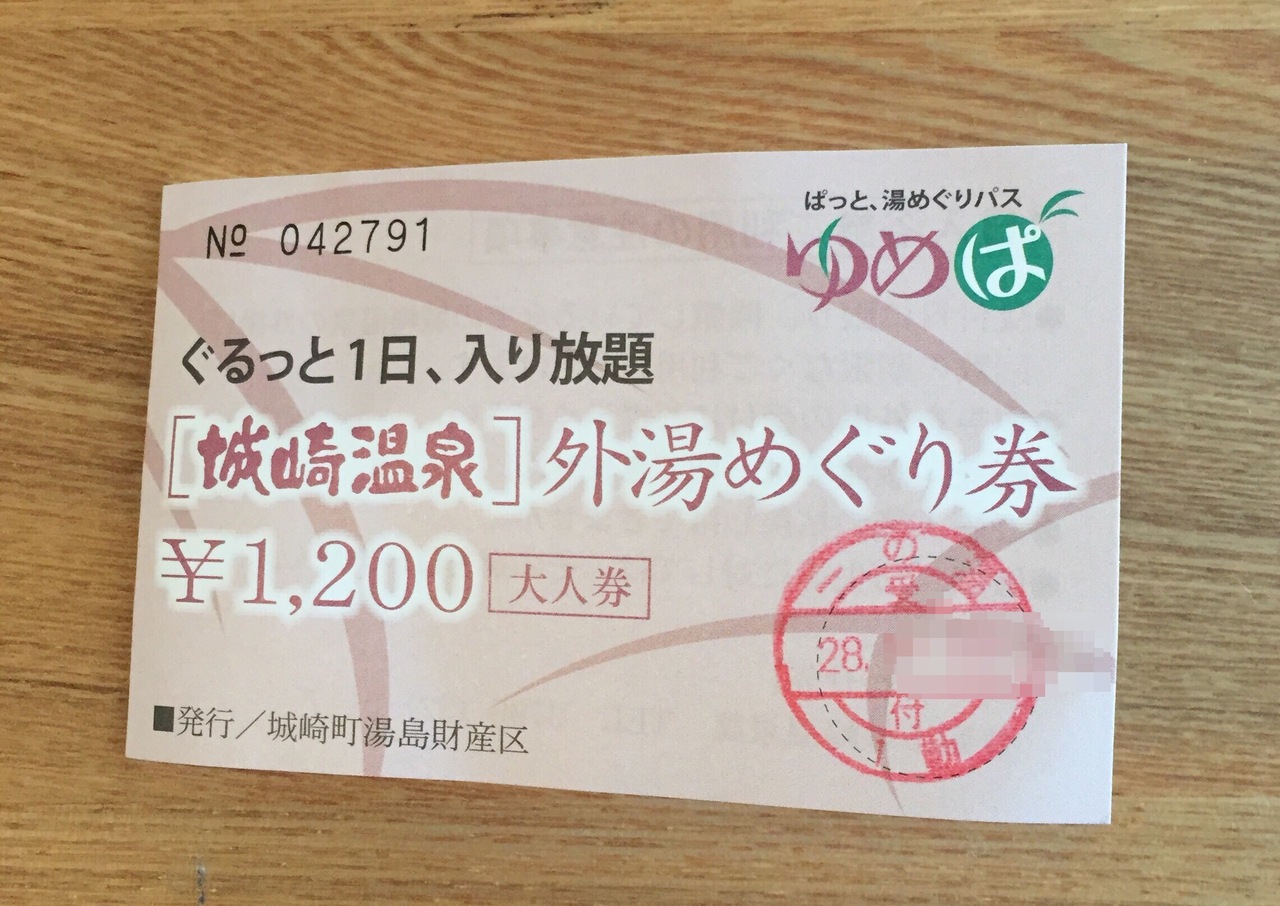 № 042791
ぱっと、湯めぐりパス
ゆめぱ
ぐるっと1日、入り放題
[城崎温泉]外湯めぐり券
¥1,200 大人券
の
受
28.
付
■発行／城崎町湯島財産区